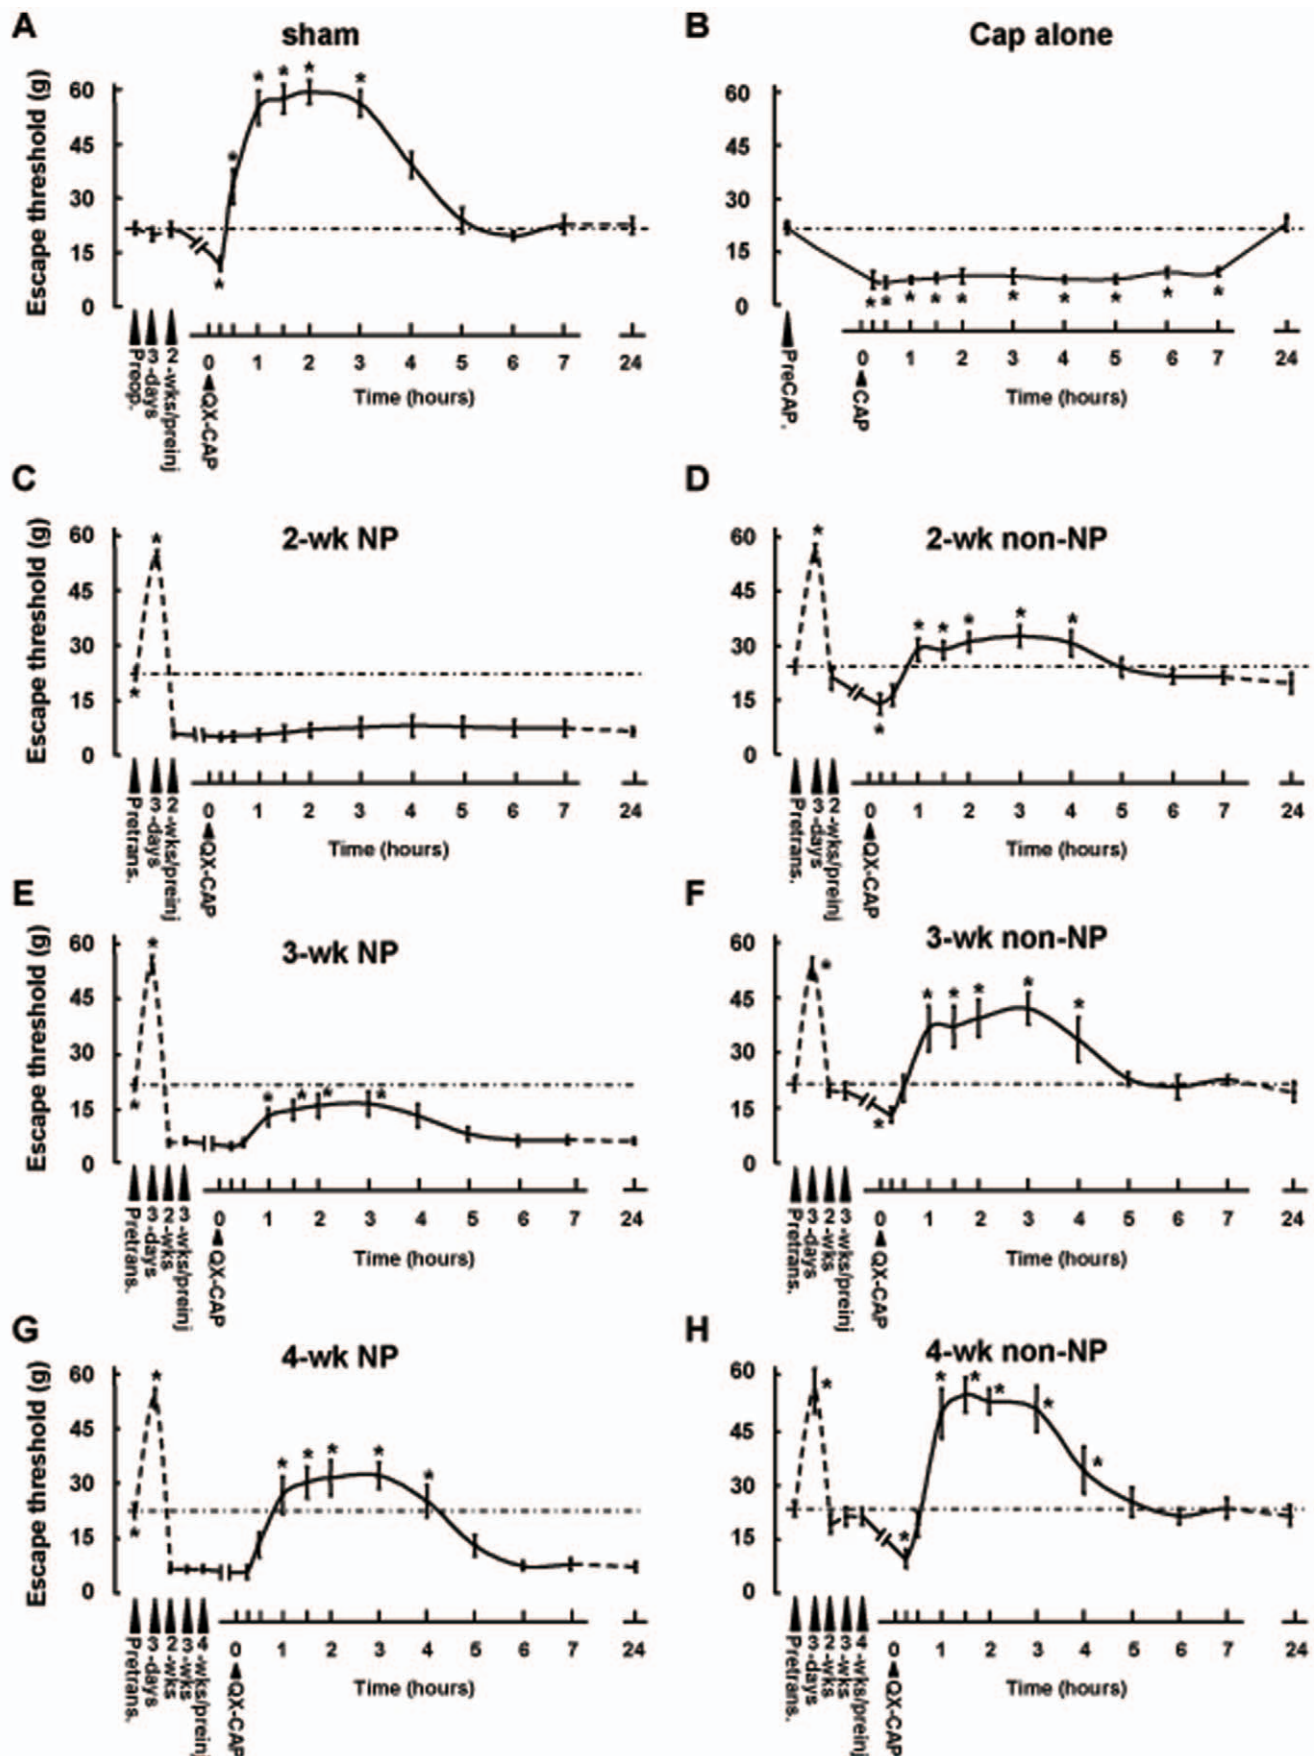 A
sham
B
Cap alone
Escape threshold (g)
60
45
30
15
0
* * * * * * *
0 1 2 3 4 5 6 7 24
Time (hours)
Preop.
3-days
2-wks/preinj
QX-CAP
60
45
30
15
0
* * * * * * * * * *
0 1 2 3 4 5 6 7 24
Time (hours)
PreCAP.
CAP
C
2-wk NP
D
2-wk non-NP
Escape threshold (g)
60
45
30
15
0
* *
0 1 2 3 4 5 6 7 24
Time (hours)
Pretrans.
3-days
2-wks/preinj
QX-CAP
60
45
30
15
0
* * * * * * *
0 1 2 3 4 5 6 7 24
Time (hours)
Pretrans.
3-days
2-wks/preinj
QX-CAP
E
3-wk NP
F
3-wk non-NP
Escape threshold (g)
60
45
30
15
0
* * * * * *
0 1 2 3 4 5 6 7 24
Time (hours)
Pretrans.
3-days
2-wks
3-wks/preinj
QX-CAP
60
45
30
15
0
* * * * * * *
0 1 2 3 4 5 6 7 24
Time (hours)
Pretrans.
3-days
2-wks
3-wks/preinj
QX-CAP
G
4-wk NP
H
4-wk non-NP
Escape threshold (g)
60
45
30
15
0
* * * * * * *
0 1 2 3 4 5 6 7 24
Time (hours)
Pretrans.
3-days
2-wks
3-wks
4-wks/preinj
QX-CAP
60
45
30
15
0
* * * * * * *
0 1 2 3 4 5 6 7 24
Time (hours)
Pretrans.
3-days
2-wks
3-wks
4-wks/preinj
QX-CAP